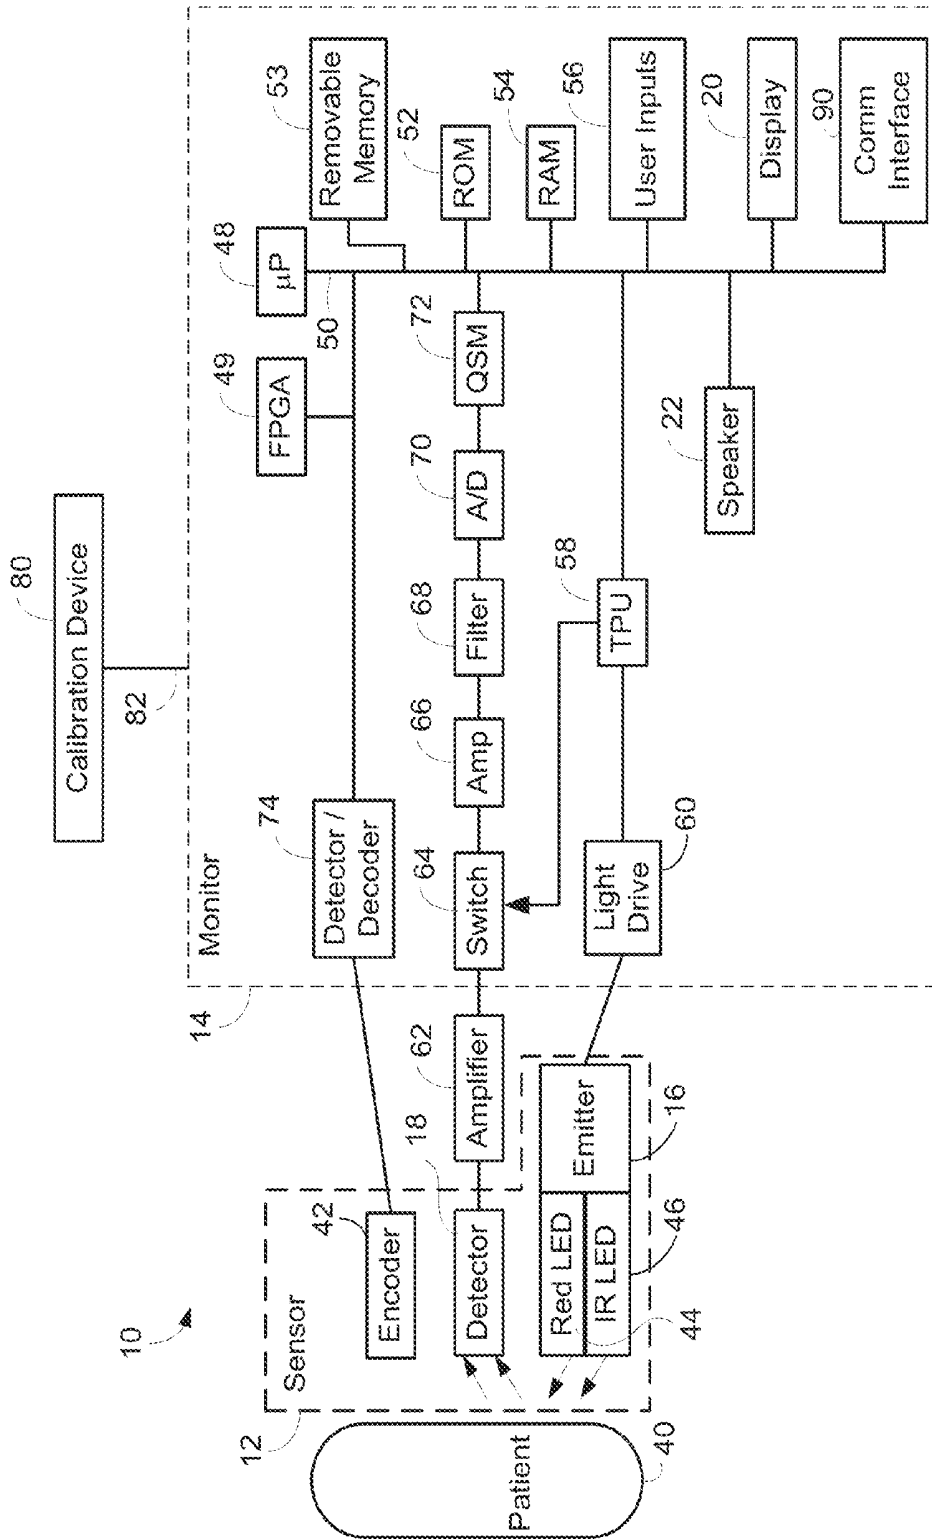 10
12
Sensor
Patient
40
42
Encoder
18
Detector
Red LED
IR LED
Emitter
44
46
16
62
Amplifier
14
Monitor
80
Calibration Device
82
74
Detector /
Decoder
64
Switch
66
Amp
68
Filter
70
A/D
72
QSM
60
Light
Drive
58
TPU
22
Speaker
49
FPGA
48
µP
50
53
Removable
Memory
52
ROM
54
RAM
56
User Inputs
20
Display
90
Comm
Interface